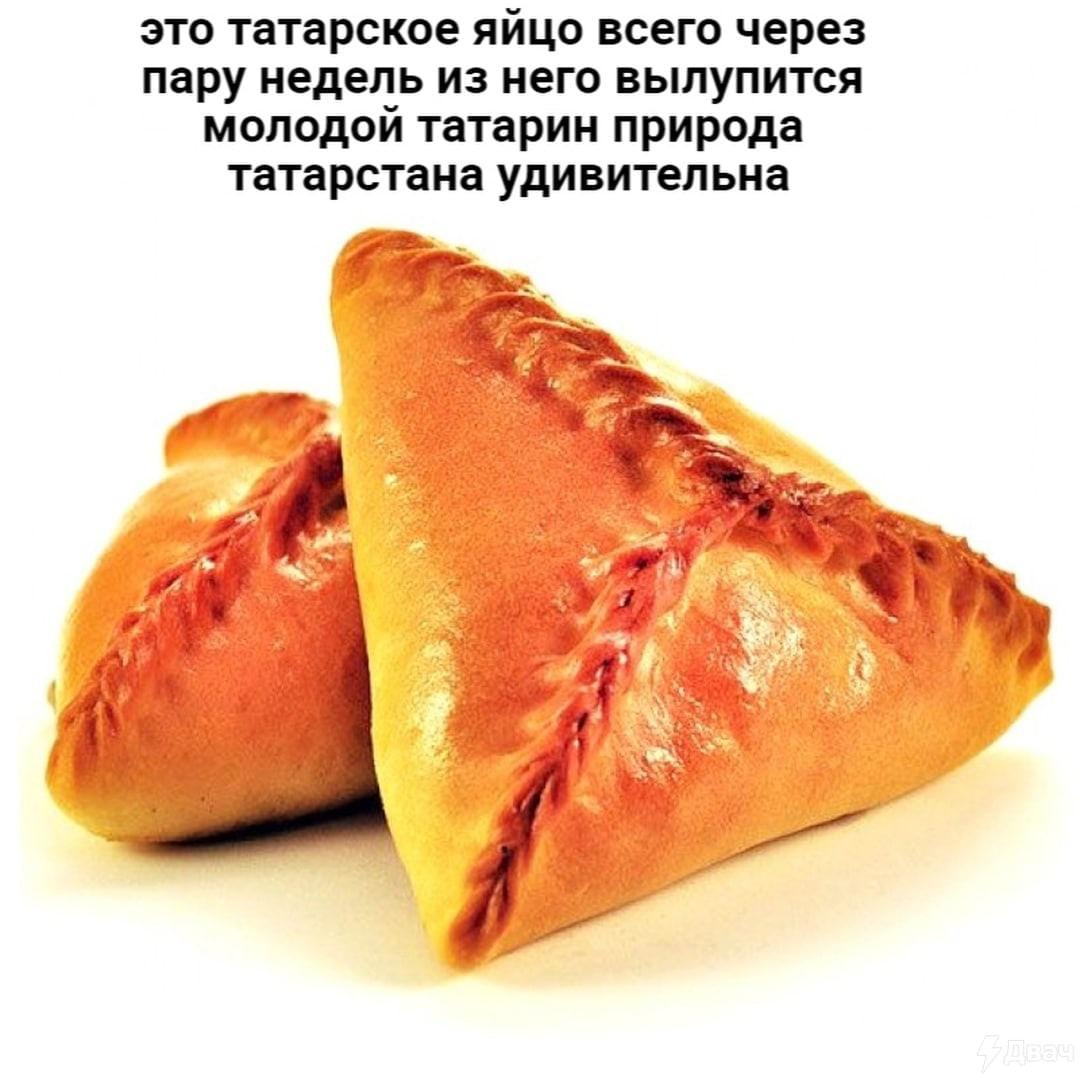 это татарское яйцо всего через
пару недель из него вылупится
молодой татарин природа
татарстана удивительна
Двач